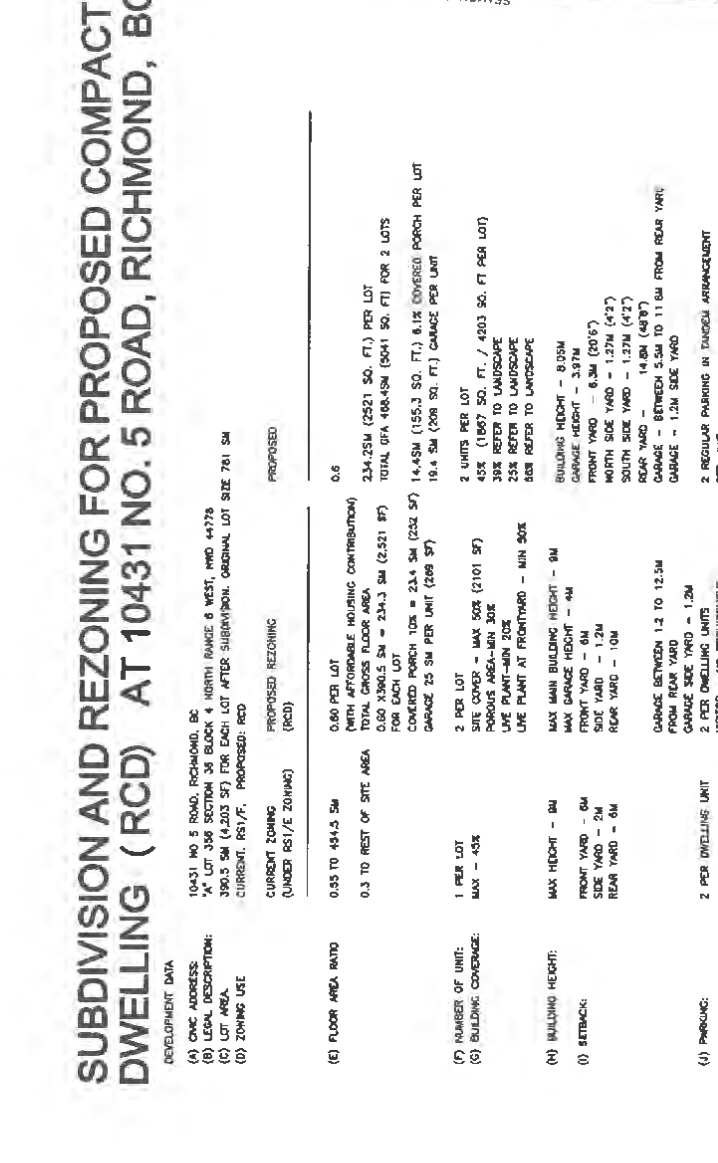 SUBDIVISION AND REZONING FOR PROPOSED COMPACT
DWELLING ( RCD) AT 10431 NO. 5 ROAD, RICHMOND, BC
DEVELOPMENT DATA
(A) CIVIC ADDRESS: 10431 NO 5 ROAD, RICHMOND, BC
(B) LEGAL DESCRIPTION: "A" LOT 356 SECTION 36 BLOCK 4 NORTH RANGE 6 WEST, NWD 44778
(C) LOT AREA. 390.5 SM (4,203 SF) FOR EACH LOT AFTER SUBDIVISION. ORIGINAL LOT SIZE 781 SM
(D) ZONING USE CURRENT. RS1/E. PROPOSED: RCD
CURRENT ZONING PROPOSED REZONING PROPOSED
(UNDER RS1/E ZONING) (RCD)
(E) FLOOR AREA RATIO 0.55 TO 454.5 SM 0.60 PER LOT 0.6
(WITH AFFORDABLE HOUSING CONTRIBUTION)
0.3 TO REST OF SITE AREA TOTAL GROSS FLOOR AREA 234.2SM (2521 SQ. FT.) PER LOT
0.60 X390.5 SM = 234.3 SM (2,521 SF) TOTAL GFA 468.4SM (5041 SQ. FT) FOR 2 LOTS
FOR EACH LOT
COVERED PORCH 10% = 23.4 SM (252 SF) 14.4SM (155.3 SQ. FT.) 6.1% COVERED PORCH PER LOT
GARAGE 25 SM PER UNIT (269 SF) 19.4 SM (209 SQ. FT.) GARAGE PER UNIT
(F) NUMBER OF UNIT: 1 PER LOT 2 PER LOT 2 UNITS PER LOT
(G) BUILDING COVERAGE: MAX - 45% SITE COVER - MAX 50% (2101 SF) 45% (1867 SQ. FT. / 4203 SQ. FT PER LOT)
POROUS AREA-MIN 30% 39% REFER TO LANDSCAPE
LIVE PLANT-MIN 20% 25% REFER TO LANDSCAPE
LIVE PLANT AT FRONTYARD - MIN 50% REFER TO LANDSCAPE
(H) BUILDING HEIGHT: MAX HEIGHT - 9M MAX MAIN BUILDING HEIGHT - 9M BUILDING HEIGHT - 8.05M
MAX GARAGE HEIGHT - 4M GARAGE HEIGHT - 3.97M
(I) SETBACK: FRONT YARD - 6M FRONT YARD - 6M FRONT YARD - 6.3M (20'6")
SIDE YARD - 2M SIDE YARD - 1.2M NORTH SIDE YARD - 1.27M (4'2")
REAR YARD - 6M REAR YARD - 10M SOUTH SIDE YARD - 1.27M (4'2")
REAR YARD - 14.8M (48'6")
GARAGE BETWEEN 1.2 TO 12.5M GARAGE - BETWEEN 5.5M TO 11.6M FROM REAR YARD
FROM REAR YARD GARAGE - 1.2M SIDE YARD
GARAGE SIDE YARD - 1.2M
(J) PARKING: 2 PER DWELLING UNIT 2 PER DWELLING UNITS 2 REGULAR PARKING IN TANDEM ARRANGEMENT